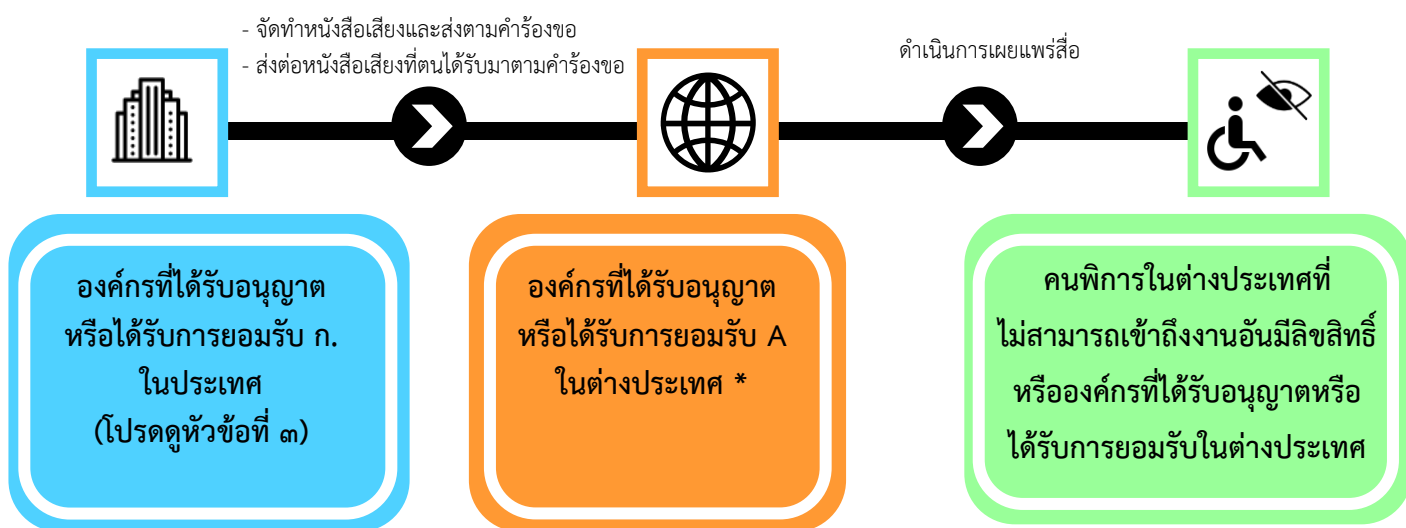 - จัดทำหนังสือเสียงและส่งตามคำร้องขอ
- ส่งต่อหนังสือเสียงที่ตนได้รับมาตามคำร้องขอ
ดำเนินการเผยแพร่สื่อ
องค์กรที่ได้รับอนุญาต
หรือได้รับการยอมรับ ก.
ในประเทศ
(โปรดดูหัวข้อที่ ๓)
องค์กรที่ได้รับอนุญาต
หรือได้รับการยอมรับ A
ในต่างประเทศ *
คนพิการในต่างประเทศที่
ไม่สามารถเข้าถึงงานอันมีลิขสิทธิ์
หรือองค์กรที่ได้รับอนุญาตหรือ
ได้รับการยอมรับในต่างประเทศ